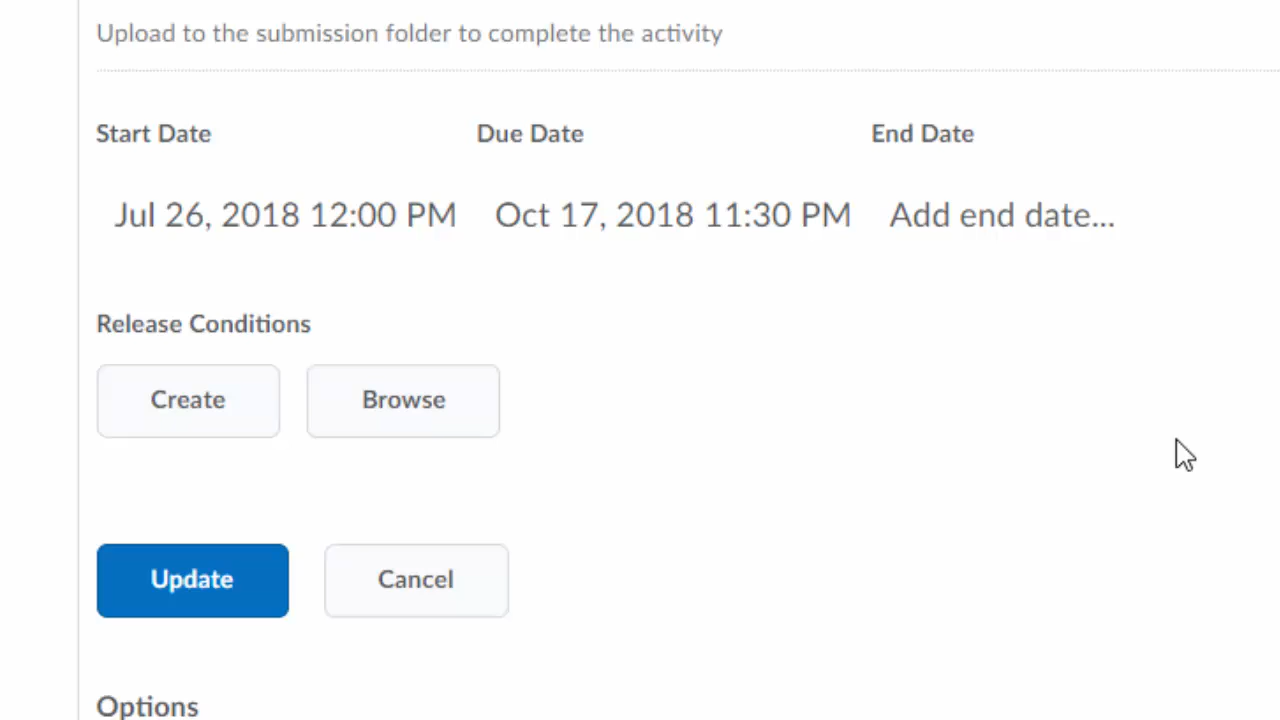 Upload to the submission folder to complete the activity
Start Date Due Date End Date
Jul 26, 2018 12:00 PM Oct 17, 2018 11:30 PM Add end date...
Release Conditions
Create Browse
Update Cancel
Options